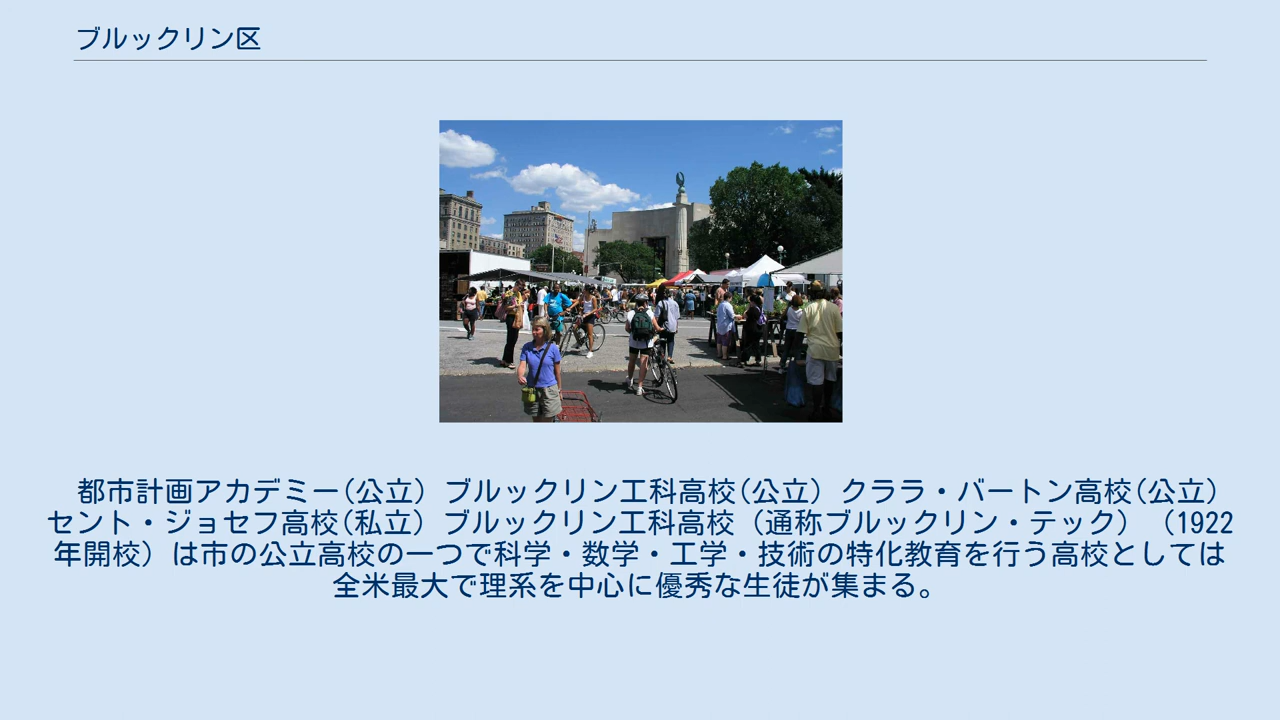 ブルックリン区
都市計画アカデミー(公立) ブルックリン工科高校(公立) クララ・バートン高校(公立)
セント・ジョセフ高校(私立) ブルックリン工科高校(通称ブルックリン・テック) (1922
年開校)は市の公立高校の一つで科学・数学・工学・技術の特化教育を行う高校としては
全米最大で理系を中心に優秀な生徒が集まる。